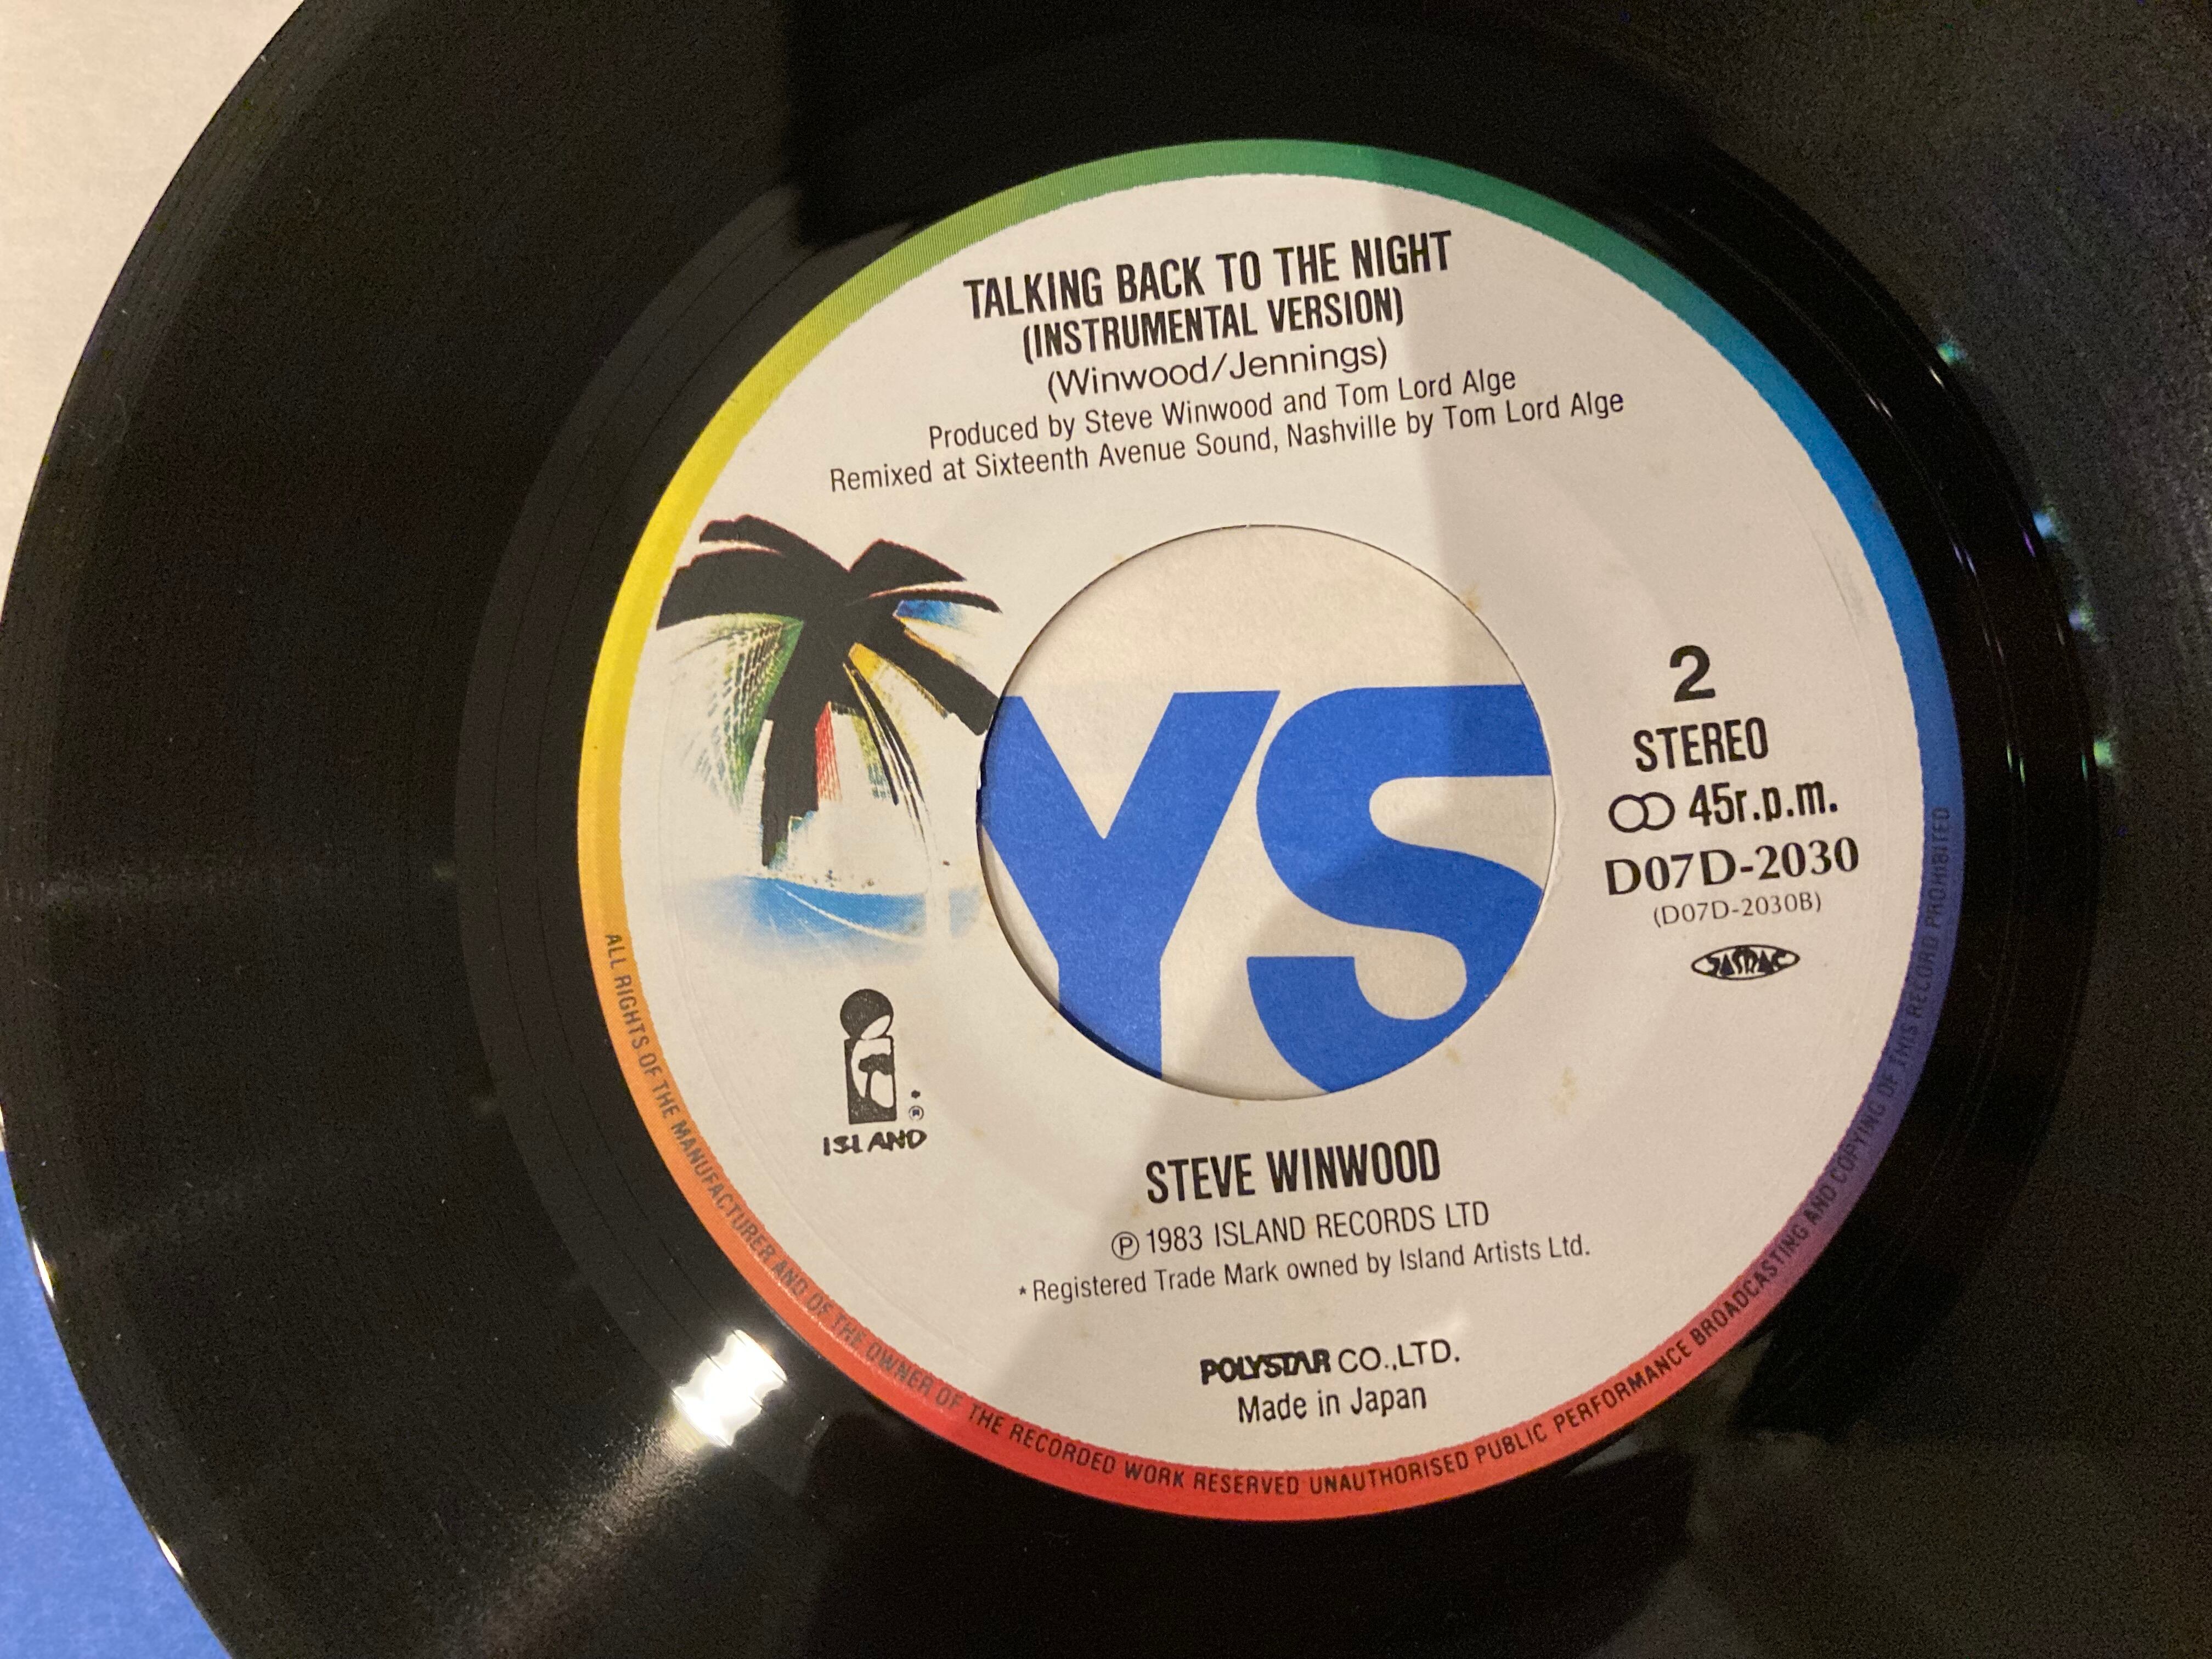 TALKING BACK TO THE NIGHT
(INSTRUMENTAL VERSION)
(Winwood/Jennings)
Produced by Steve Winwood and Tom Lord Alge
Remixed at Sixteenth Avenue Sound, Nashville by Tom Lord Alge
YS
2
STEREO
45r.p.m.
D07D-2030
(D07D-2030B)
JASRAC
®
ISLAND
STEVE WINWOOD
℗ 1983 ISLAND RECORDS LTD
* Registered Trade Mark owned by Island Artists Ltd.
POLYSTAR CO.,LTD.
Made in Japan
ALL RIGHTS OF THE MANUFACTURER AND OF THE OWNER OF THE RECORDED WORK RESERVED UNAUTHORISED PUBLIC PERFORMANCE BROADCASTING AND COPYING OF THIS RECORD PROHIBITED